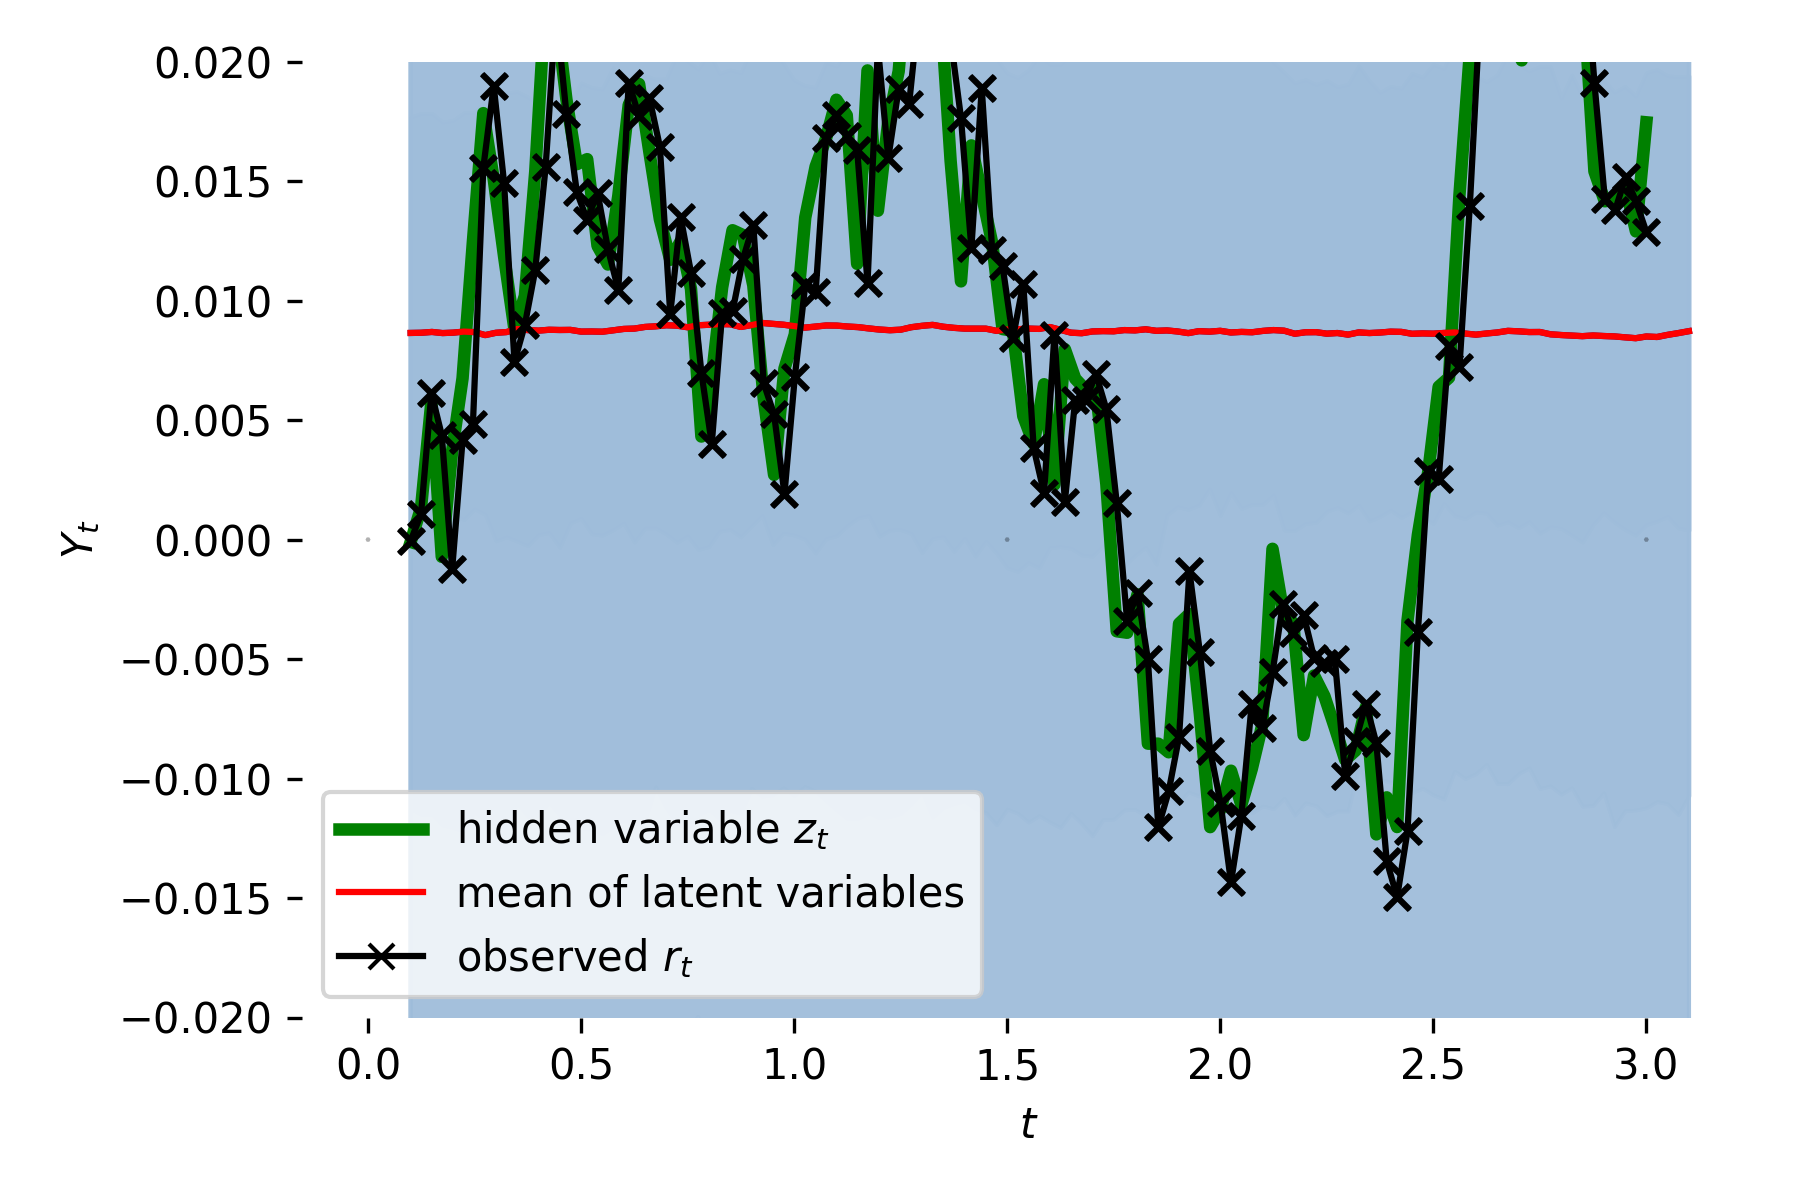 0.020
0.015
0.010
0.005
0.000
−0.005
−0.010
−0.015
−0.020
Y_t
hidden variable z_t
mean of latent variables
observed r_t
0.0 0.5 1.0 1.5 2.0 2.5 3.0
t